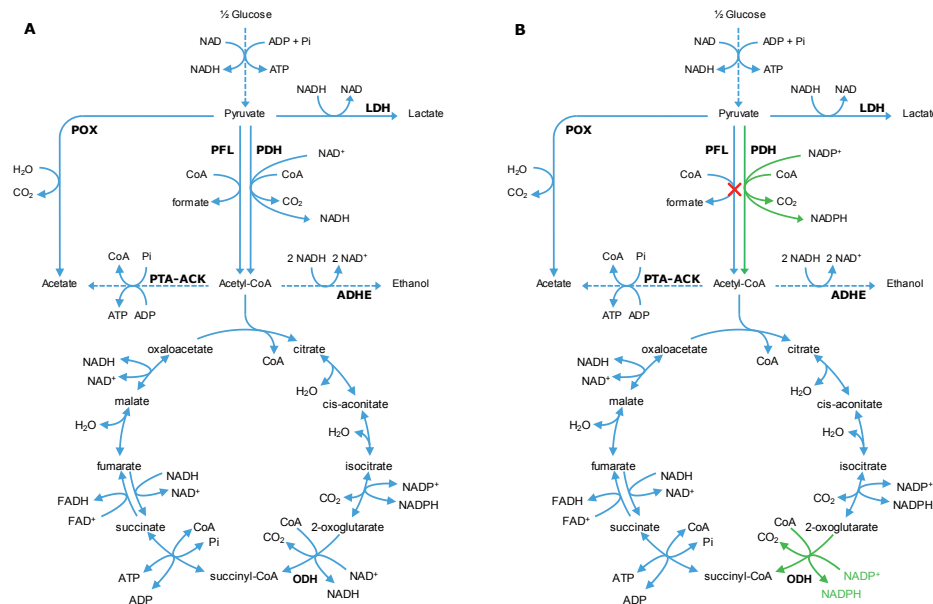 A
½ Glucose
NAD
ADP + Pi
NADH
ATP
Pyruvate
NADH
NAD
LDH
Lactate
POX
PFL
PDH
NAD⁺
H₂O
CoA
CoA
CO₂
formate
CO₂
NADH
CoA
Pi
2 NADH
2 NAD⁺
PTA–ACK
Acetate
Acetyl-CoA
Ethanol
ADHE
ATP
ADP
oxaloacetate
CoA
citrate
NADH
NAD⁺
H₂O
malate
cis-aconitate
H₂O
H₂O
fumarate
isocitrate
NADH
NADP⁺
FADH
NAD⁺
CO₂
NADPH
FAD⁺
succinate
CoA
CoA
2-oxoglutarate
Pi
CO₂
ATP
succinyl-CoA
ODH
NAD⁺
ADP
NADH
B
½ Glucose
NAD
ADP + Pi
NADH
ATP
Pyruvate
NADH
NAD
LDH
Lactate
POX
PFL
PDH
NADP⁺
H₂O
CoA
CoA
CO₂
formate
CO₂
NADPH
CoA
Pi
2 NADH
2 NAD⁺
PTA–ACK
Acetate
Acetyl-CoA
Ethanol
ADHE
ATP
ADP
oxaloacetate
CoA
citrate
NADH
NAD⁺
H₂O
malate
cis-aconitate
H₂O
H₂O
fumarate
isocitrate
NADH
NADP⁺
FADH
NAD⁺
CO₂
NADPH
FAD⁺
succinate
CoA
CoA
2-oxoglutarate
Pi
CO₂
ATP
succinyl-CoA
ODH
NADP⁺
ADP
NADPH